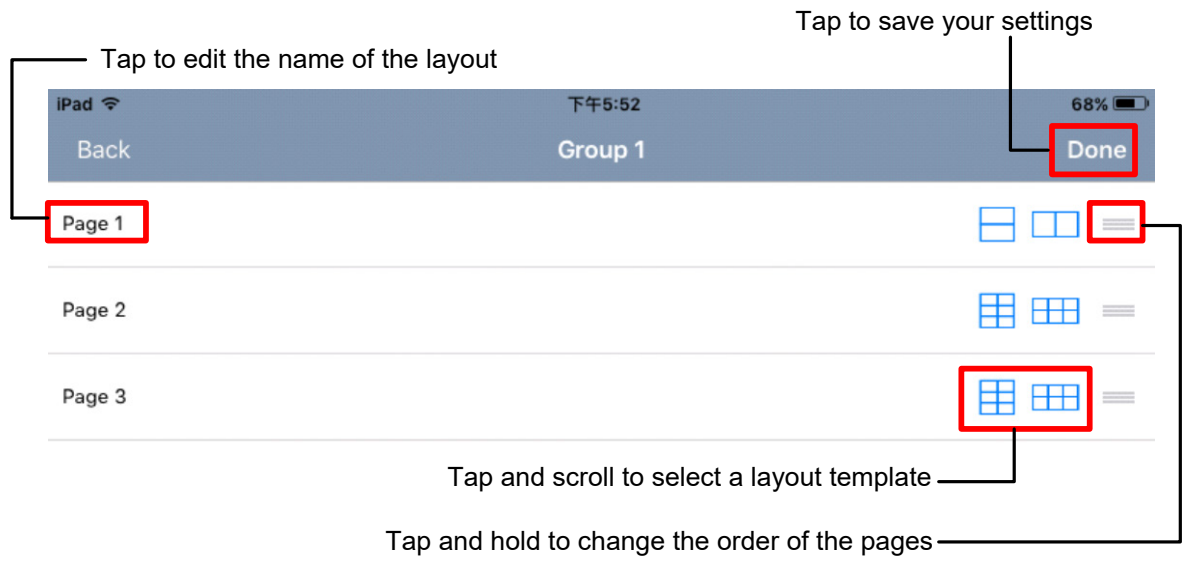 Tap to save your settings
Tap to edit the name of the layout
iPad 下午5:52 68%
Back Group 1 Done
Page 1
Page 2
Page 3
Tap and scroll to select a layout template
Tap and hold to change the order of the pages